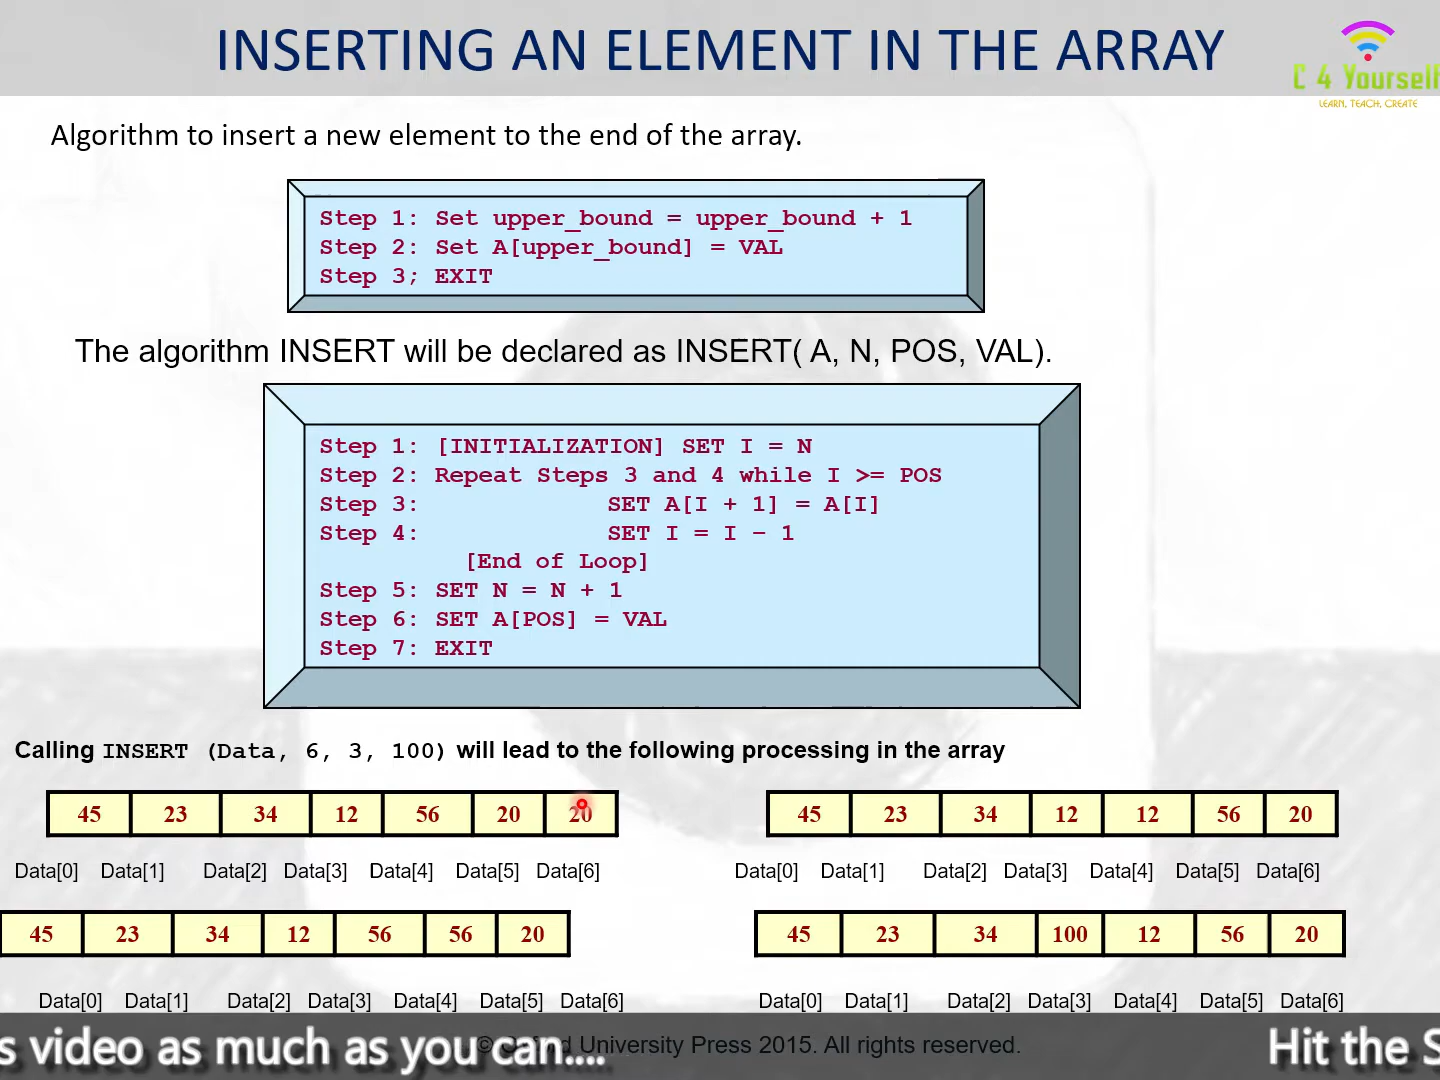 INSERTING AN ELEMENT IN THE ARRAY
C 4 Yourself
LEARN, TEACH, CREATE
Algorithm to insert a new element to the end of the array.
Step 1: Set upper_bound = upper_bound + 1
Step 2: Set A[upper_bound] = VAL
Step 3; EXIT
The algorithm INSERT will be declared as INSERT( A, N, POS, VAL).
Step 1: [INITIALIZATION] SET I = N
Step 2: Repeat Steps 3 and 4 while I >= POS
Step 3: SET A[I + 1] = A[I]
Step 4: SET I = I – 1
[End of Loop]
Step 5: SET N = N + 1
Step 6: SET A[POS] = VAL
Step 7: EXIT
Calling INSERT (Data, 6, 3, 100) will lead to the following processing in the array
45 23 34 12 56 20 20
Data[0] Data[1] Data[2] Data[3] Data[4] Data[5] Data[6]
45 23 34 12 12 56 20
Data[0] Data[1] Data[2] Data[3] Data[4] Data[5] Data[6]
45 23 34 12 56 56 20
Data[0] Data[1] Data[2] Data[3] Data[4] Data[5] Data[6]
45 23 34 100 12 56 20
Data[0] Data[1] Data[2] Data[3] Data[4] Data[5] Data[6]
s video as much as you can.... Hit the S
© Oxford University Press 2015. All rights reserved.